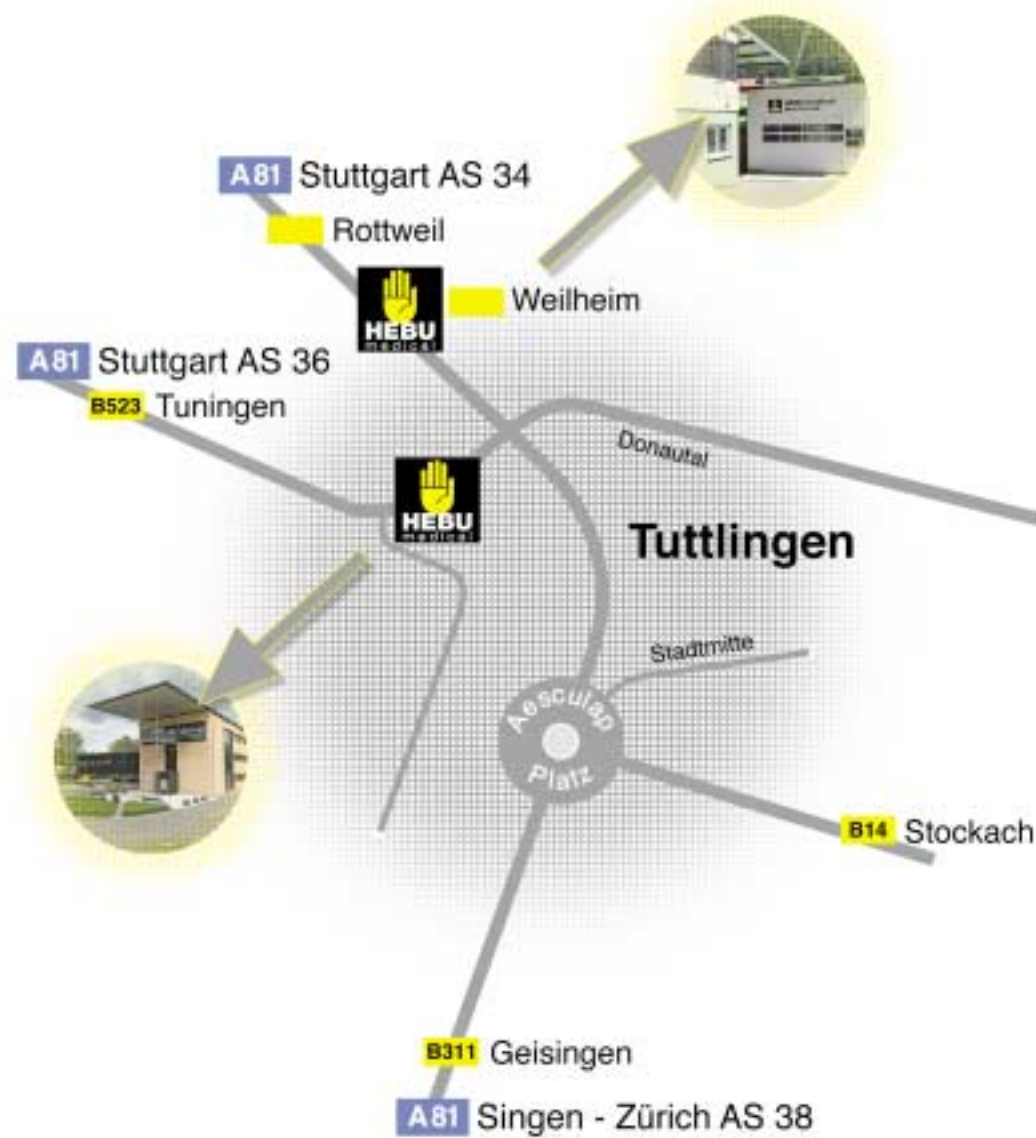 A81 Stuttgart AS 34
Rottweil
HEBU
medical
Weilheim
A81 Stuttgart AS 36
B523 Tuningen
Donautal
HEBU
medical
Tuttlingen
Stadtmitte
Aesculap
Platz
B14 Stockach
B311 Geisingen
A81 Singen - Zürich AS 38